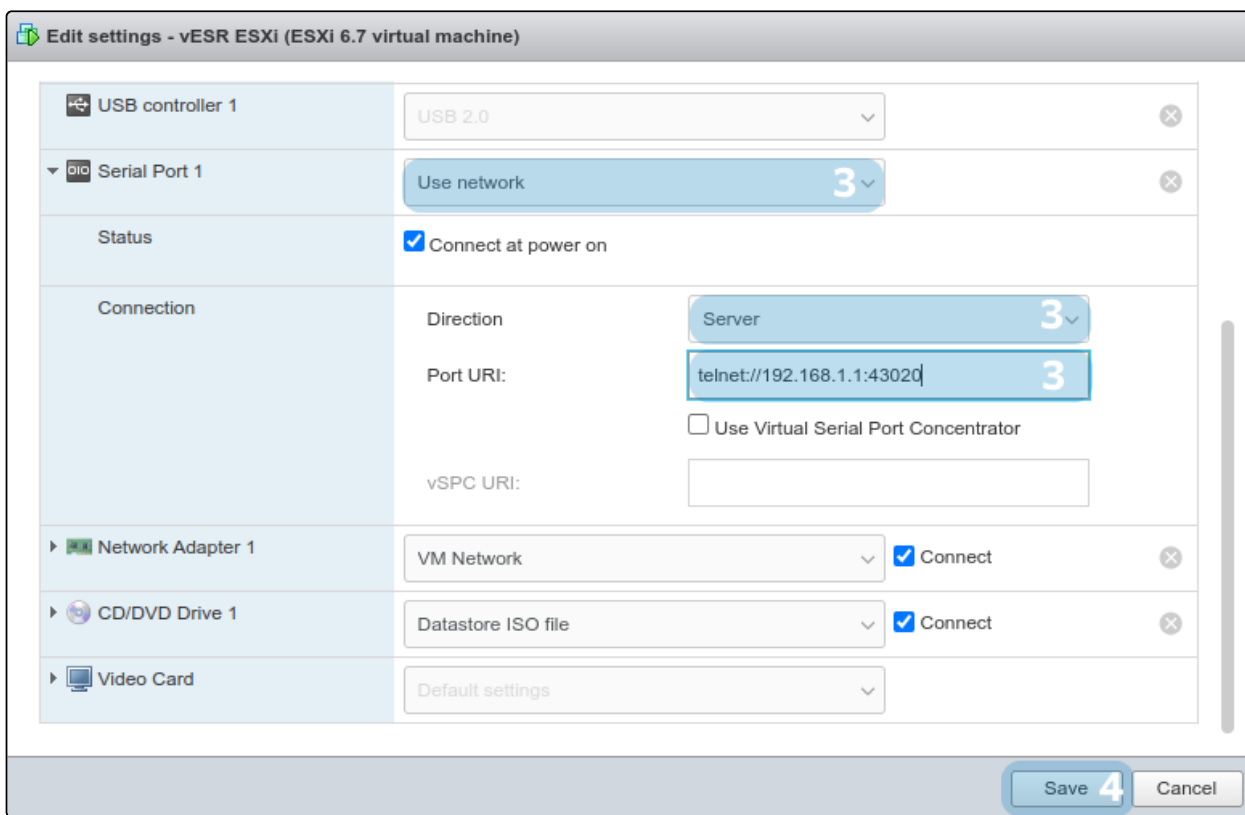 Edit settings - vESR ESXi (ESXi 6.7 virtual machine)
USB controller 1
USB 2.0
Serial Port 1
Use network 3
Status
Connect at power on
Connection
Direction
Server 3
Port URI:
telnet://192.168.1.1:43020 3
Use Virtual Serial Port Concentrator
vSPC URI:
Network Adapter 1
VM Network
Connect
CD/DVD Drive 1
Datastore ISO file
Connect
Video Card
Default settings
Save 4
Cancel